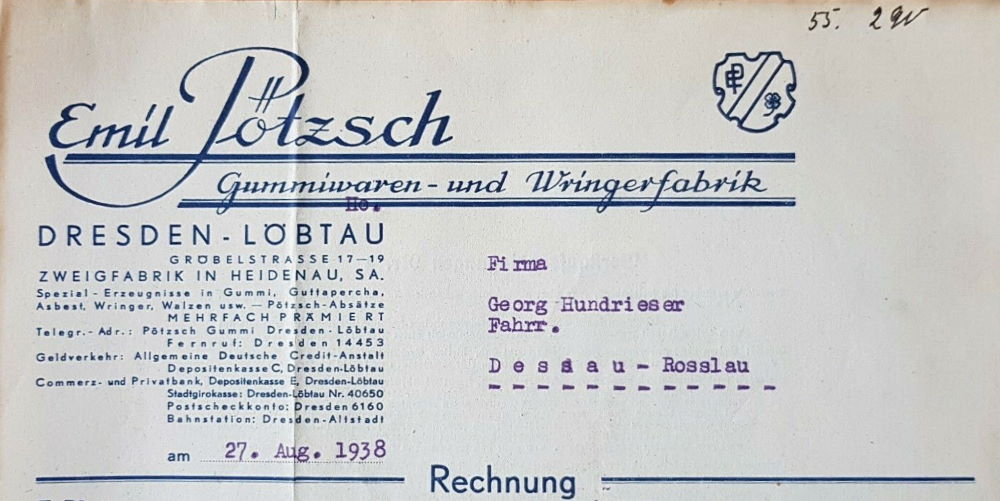 55. 2
Emil Pötzsch
Gummiwaren- und Wringerfabrik
He.
DRESDEN-LÖBTAU
GRÖBELSTRASSE 17—19
ZWEIGFABRIK IN HEIDENAU, SA.
Spezial-Erzeugnisse in Gummi, Guttapercha,
Asbest, Wringer, Walzen usw. — Pötzsch-Absätze
MEHRFACH PRÄMIERT
Telegr.-Adr.: Pötzsch Gummi Dresden-Löbtau
Fernruf: Dresden 14453
Geldverkehr: Allgemeine Deutsche Credit-Anstalt
Depositenkasse C, Dresden-Löbtau
Commerz- und Privatbank, Depositenkasse E, Dresden-Löbtau
Stadtgirokasse: Dresden-Löbtau Nr. 40650
Postscheckkonto: Dresden 6160
Bahnstation: Dresden-Altstadt
am 27. Aug. 1938
Firma
Georg Hundrieser
Fahrr.
Dessau-Rosslau
Rechnung